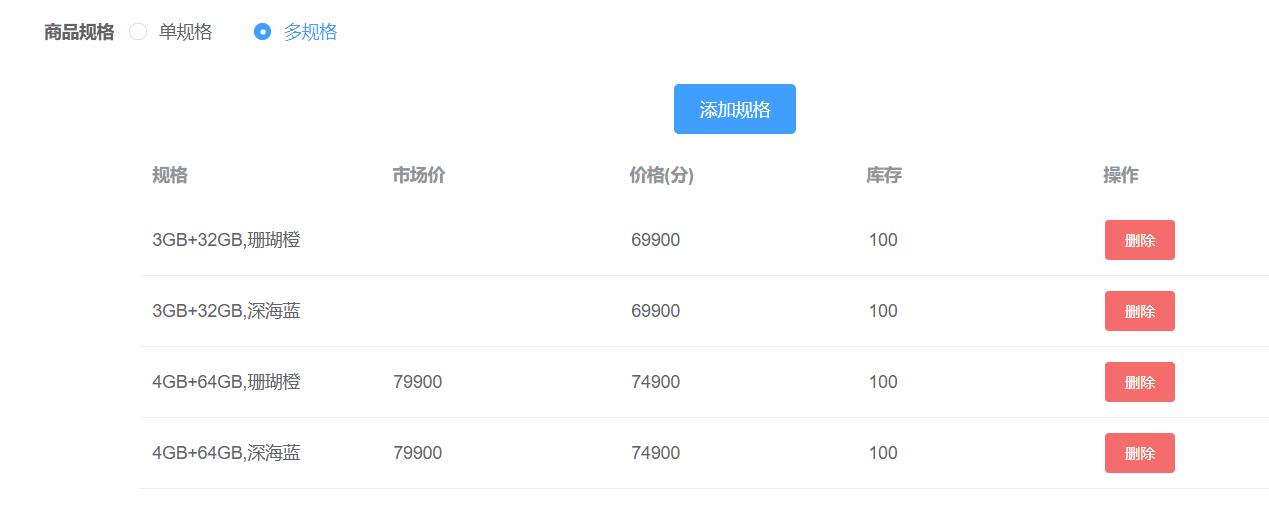 商品规格 单规格 多规格
添加规格
规格 市场价 价格(分) 库存 操作
3GB+32GB,珊瑚橙 69900 100 删除
3GB+32GB,深海蓝 69900 100 删除
4GB+64GB,珊瑚橙 79900 74900 100 删除
4GB+64GB,深海蓝 79900 74900 100 删除